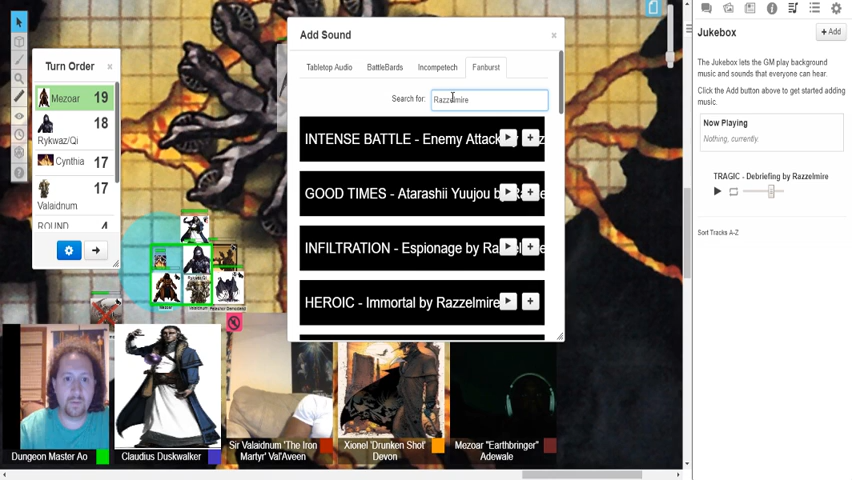 Turn Order
×
Mezoar 19
18
Rykwaz/Qi
Cynthia 17
17
Valaidnum
ROUND 4
Add Sound
×
Tabletop Audio
BattleBards
Incompetech
Fanburst
Search for:
Razzelmire
INTENSE BATTLE - Enemy Attack
GOOD TIMES - Atarashii Yuujou b
INFILTRATION - Espionage by Ra
HEROIC - Immortal by Razzelmire
Jukebox
+Add
The Jukebox lets the GM play background
music and sounds that everyone can hear.
Click the Add button above to get started adding
music.
Now Playing
Nothing, currently.
TRAGIC - Debriefing by Razzelmire
Sort Tracks A-Z
Dungeon Master Ao
Claudius Duskwalker
Sir Valaidnum 'The Iron
Martyr' Val'Aveen
Xionel 'Drunken Shot'
Devon
Mezoar "Earthbringer"
Adewale